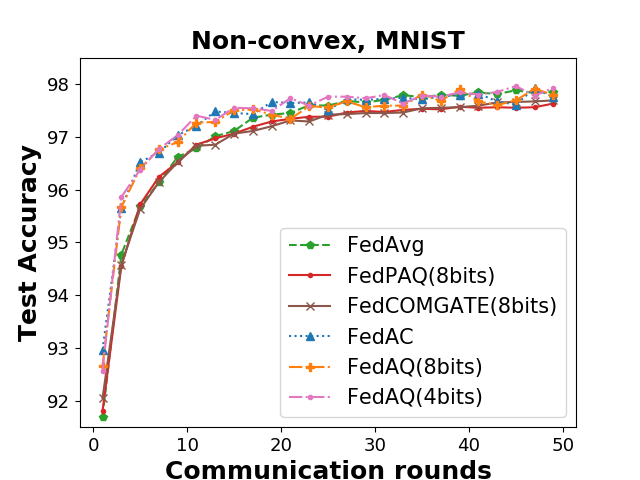 Non-convex, MNIST
Test Accuracy
98
97
96
95
94
93
92
FedAvg
FedPAQ(8bits)
FedCOMGATE(8bits)
FedAC
FedAQ(8bits)
FedAQ(4bits)
0 10 20 30 40 50
Communication rounds